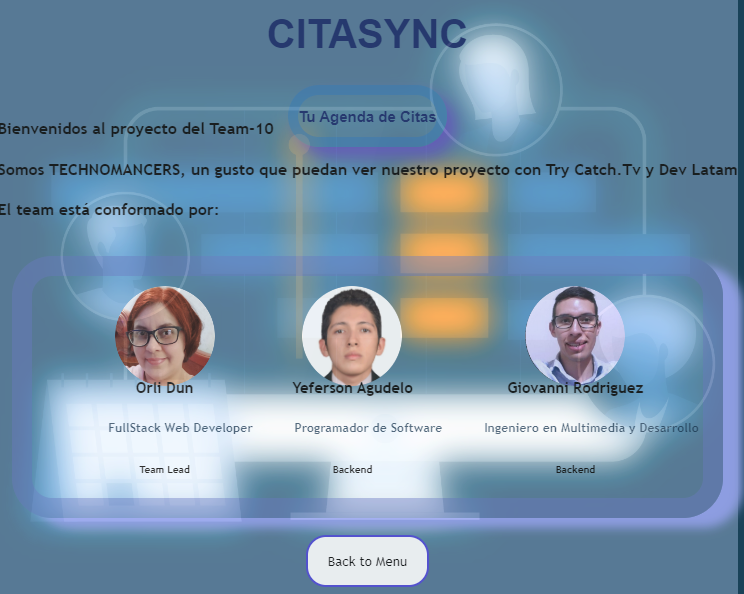 CITASYNC
Tu Agenda de Citas
Bienvenidos al proyecto del Team-10
Somos TECHNOMANCERS, un gusto que puedan ver nuestro proyecto con Try Catch.Tv y Dev Latam
El team está conformado por:
Orli Dun
Yeferson Agudelo
Giovanni Rodriguez
FullStack Web Developer
Programador de Software
Ingeniero en Multimedia y Desarrollo
Team Lead
Backend
Backend
Back to Menu